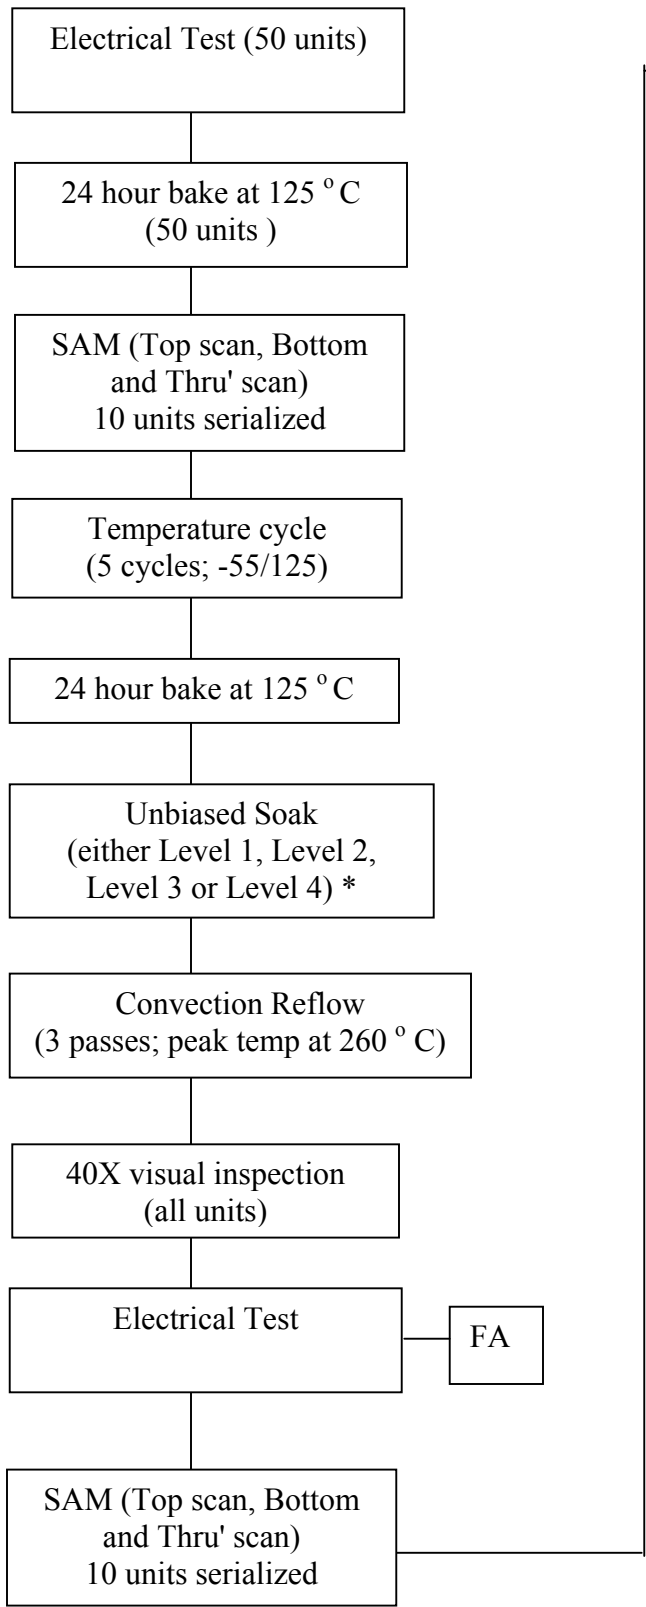 Electrical Test (50 units)
24 hour bake at 125 ° C
(50 units )
SAM (Top scan, Bottom
and Thru' scan)
10 units serialized
Temperature cycle
(5 cycles; -55/125)
24 hour bake at 125 ° C
Unbiased Soak
(either Level 1, Level 2,
Level 3 or Level 4) *
Convection Reflow
(3 passes; peak temp at 260 ° C)
40X visual inspection
(all units)
Electrical Test
FA
SAM (Top scan, Bottom
and Thru' scan)
10 units serialized